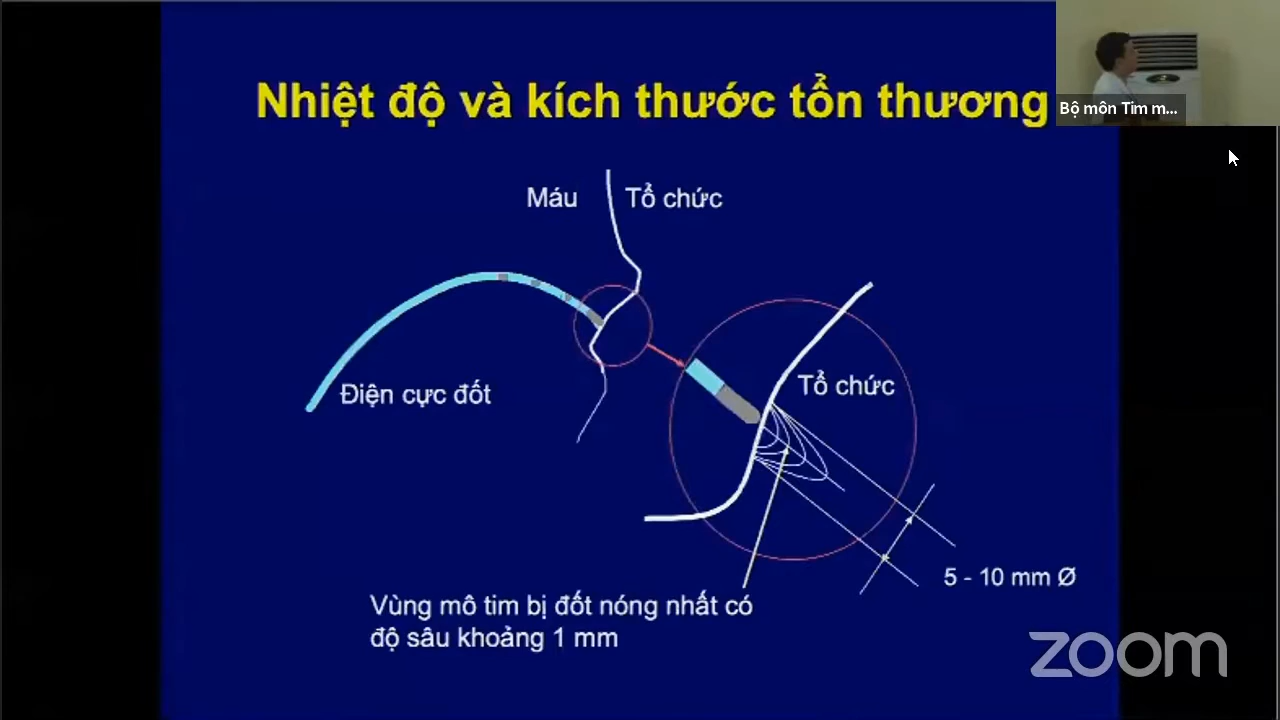 Nhiệt độ và kích thước tổn thương
Bộ môn Tim m...
Máu
Tổ chức
Điện cực đốt
Tổ chức
5 - 10 mm Ø
Vùng mô tim bị đốt nóng nhất có
độ sâu khoảng 1 mm
zoom